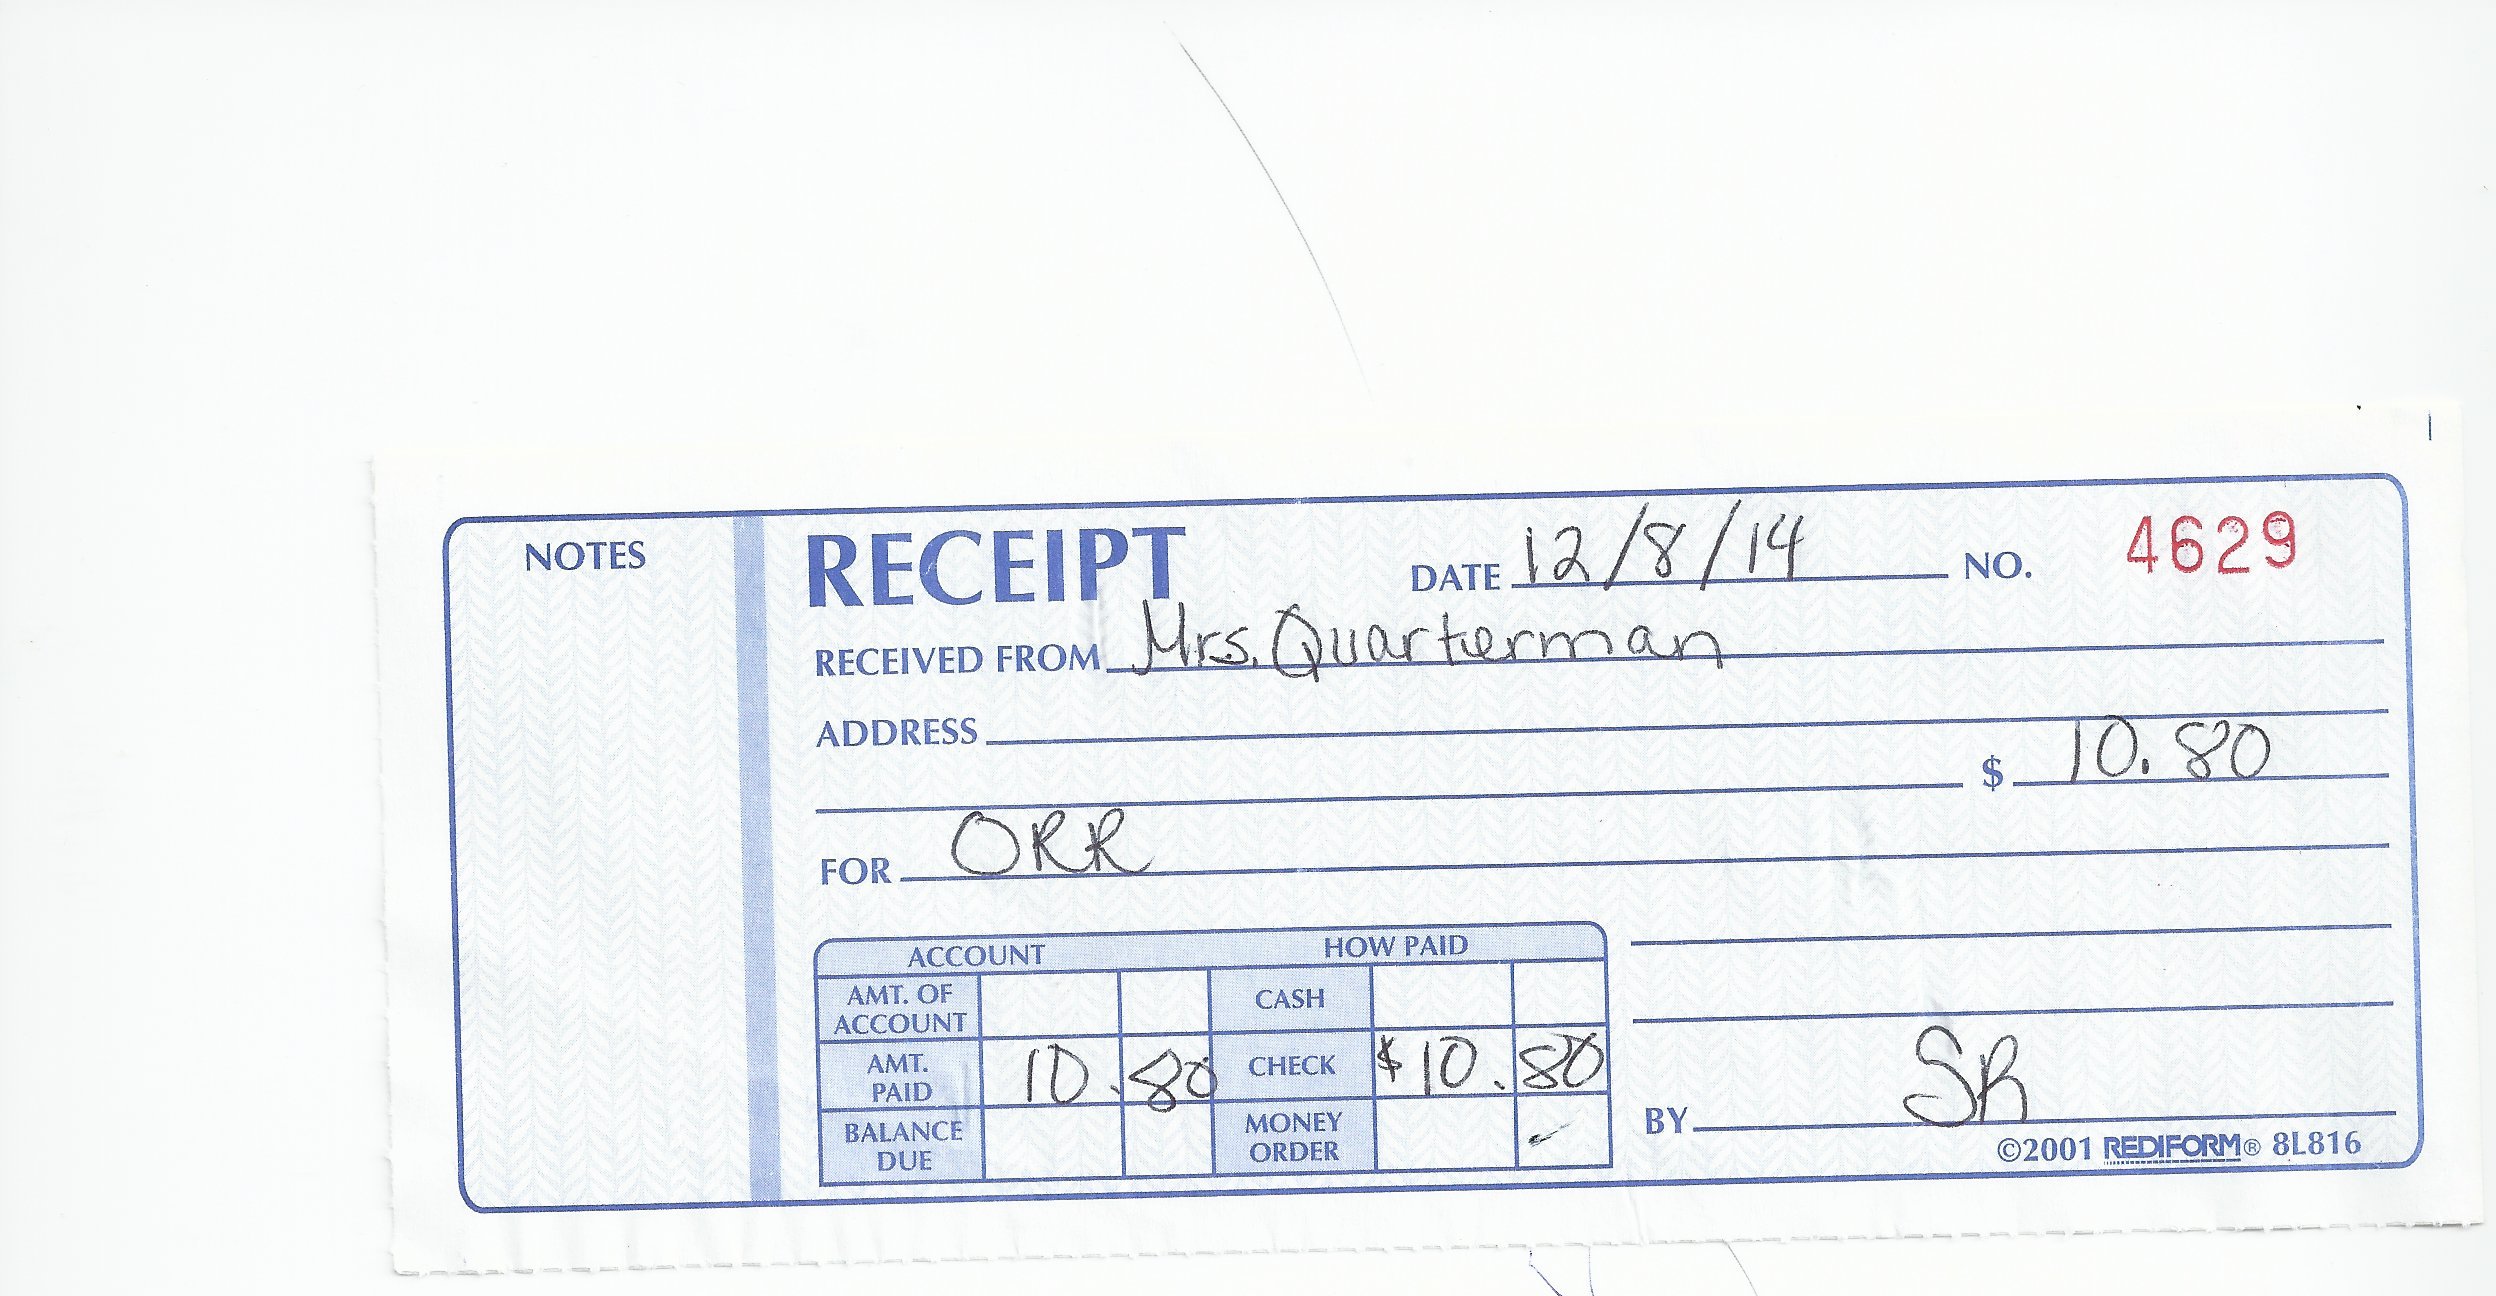 NOTES
RECEIPT DATE 12/8/14 NO. 4629
RECEIVED FROM Mrs. Quarterman
ADDRESS
$ 10.80
FOR ORR
ACCOUNT HOW PAID
AMT. OF ACCOUNT CASH
AMT. PAID 10.80 CHECK $10.80
BALANCE DUE MONEY ORDER
BY SR
©2001 REDIFORM® 8L816